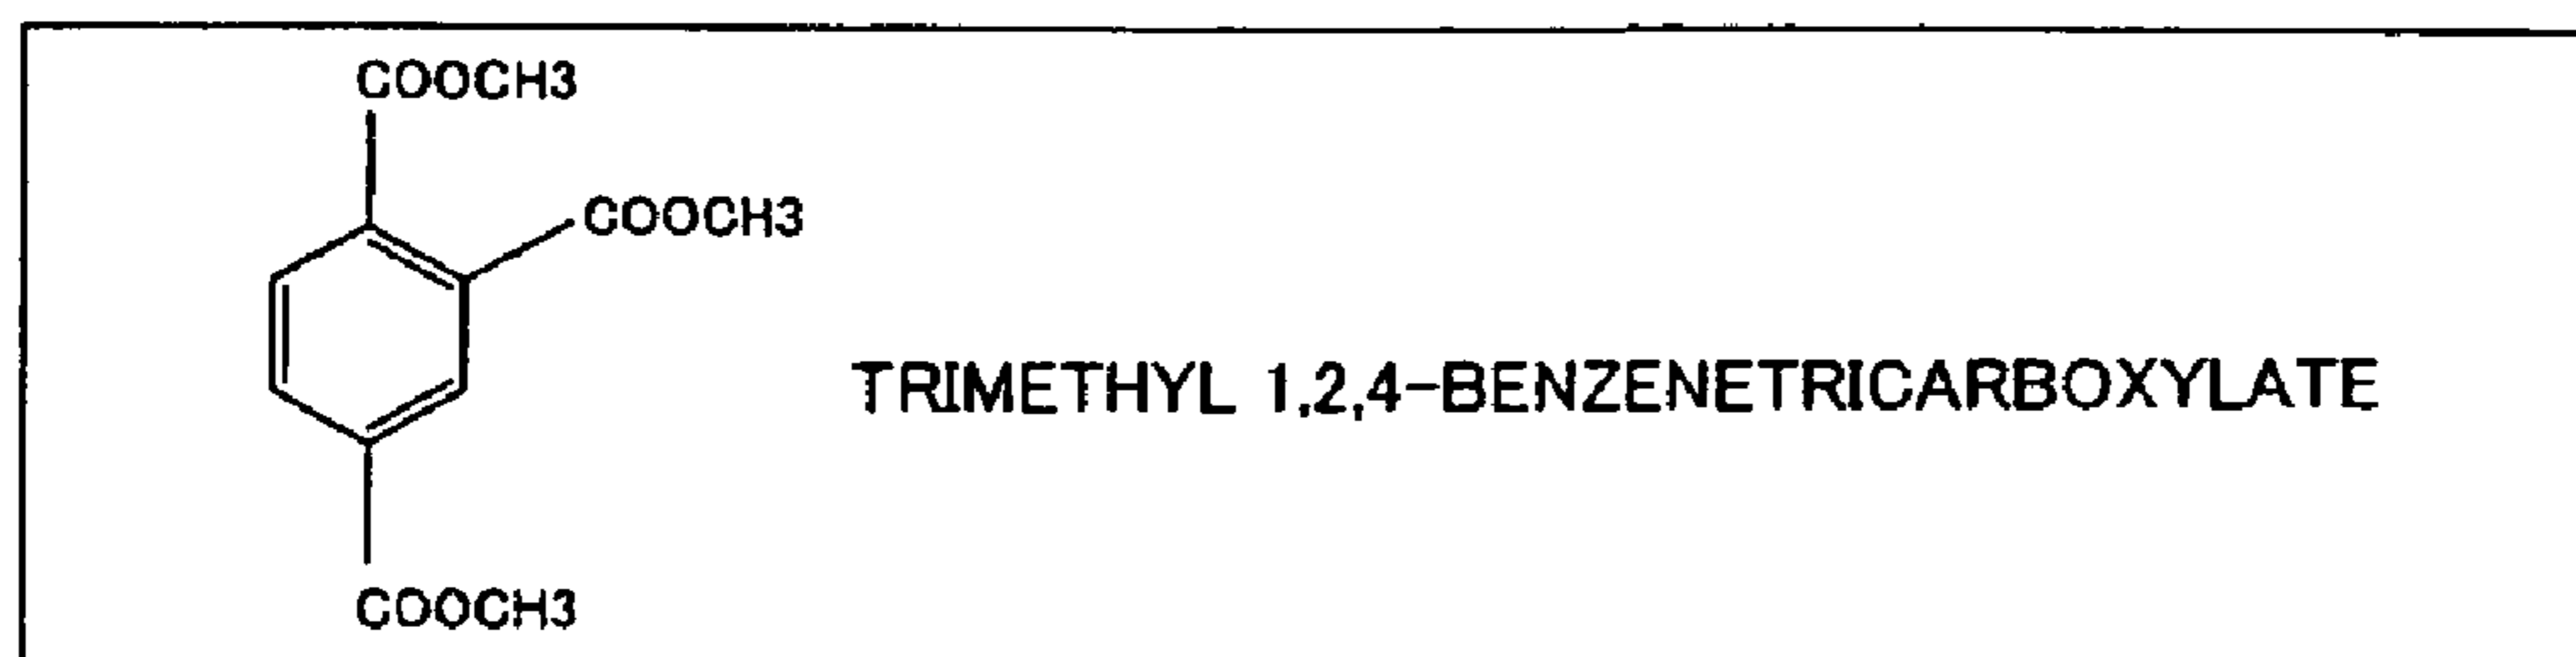 COOCH3
COOCH3
TRIMETHYL 1,2,4-BENZENETRICARBOXYLATE
COOCH3